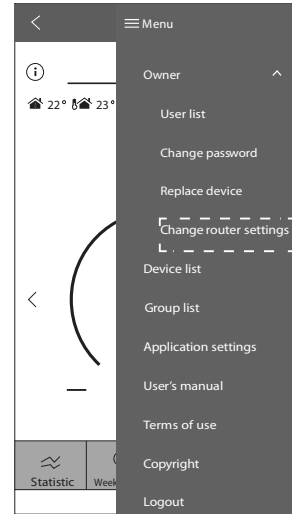 Menu
Owner
22° 23°
User list
Change password
Replace device
Change router settings
Device list
Group list
Application settings
User's manual
Terms of use
Copyright
Statistic Week
Logout